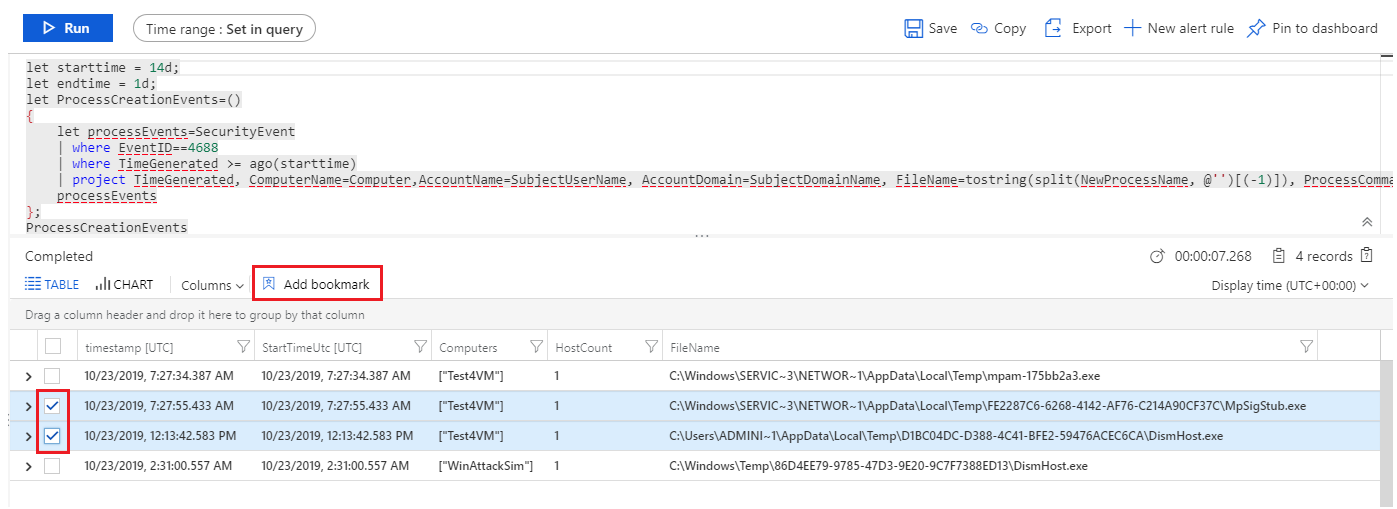 Run Time range : Set in query Save Copy Export New alert rule Pin to dashboard
let starttime = 14d;
let endtime = 1d;
let ProcessCreationEvents=()
{
let processEvents=SecurityEvent
| where EventID==4688
| where TimeGenerated >= ago(starttime)
| project TimeGenerated, ComputerName=Computer,AccountName=SubjectUserName, AccountDomain=SubjectDomainName, FileName=tostring(split(NewProcessName, @'')[(-1)]), ProcessComma
processEvents
};
ProcessCreationEvents
Completed 00:00:07.268 4 records
TABLE CHART Columns Add bookmark Display time (UTC+00:00)
Drag a column header and drop it here to group by that column
timestamp [UTC] StartTimeUtc [UTC] Computers HostCount FileName
10/23/2019, 7:27:34.387 AM 10/23/2019, 7:27:34.387 AM ["Test4VM"] 1 C:\Windows\SERVIC~3\NETWOR~1\AppData\Local\Temp\mpam-175bb2a3.exe
10/23/2019, 7:27:55.433 AM 10/23/2019, 7:27:55.433 AM ["Test4VM"] 1 C:\Windows\SERVIC~3\NETWOR~1\AppData\Local\Temp\FE2287C6-6268-4142-AF76-C214A90CF37C\MpSigStub.exe
10/23/2019, 12:13:42.583 PM 10/23/2019, 12:13:42.583 PM ["Test4VM"] 1 C:\Users\ADMINI~1\AppData\Local\Temp\D1BC04DC-D388-4C41-BFE2-59476ACEC6CA\DismHost.exe
10/23/2019, 2:31:00.557 AM 10/23/2019, 2:31:00.557 AM ["WinAttackSim"] 1 C:\Windows\Temp\86D4EE79-9785-47D3-9E20-9C7F7388ED13\DismHost.exe